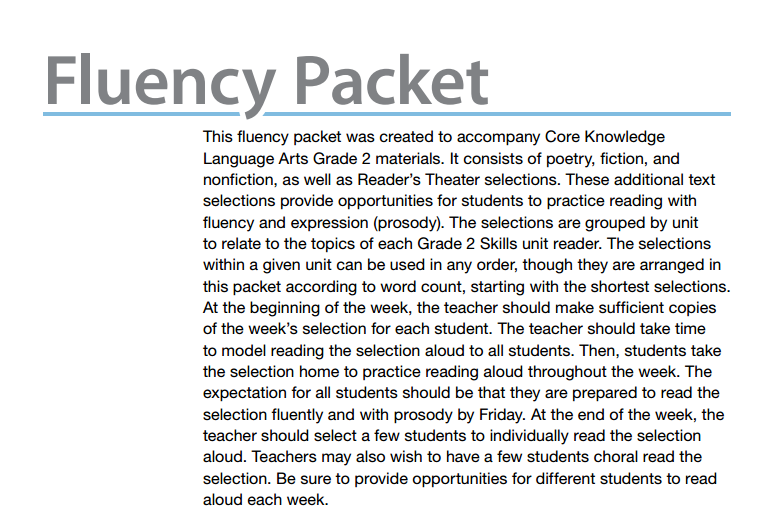 Fluency Packet
This fluency packet was created to accompany Core Knowledge
Language Arts Grade 2 materials. It consists of poetry, fiction, and
nonfiction, as well as Reader’s Theater selections. These additional text
selections provide opportunities for students to practice reading with
fluency and expression (prosody). The selections are grouped by unit
to relate to the topics of each Grade 2 Skills unit reader. The selections
within a given unit can be used in any order, though they are arranged in
this packet according to word count, starting with the shortest selections.
At the beginning of the week, the teacher should make sufficient copies
of the week’s selection for each student. The teacher should take time
to model reading the selection aloud to all students. Then, students take
the selection home to practice reading aloud throughout the week. The
expectation for all students should be that they are prepared to read the
selection fluently and with prosody by Friday. At the end of the week, the
teacher should select a few students to individually read the selection
aloud. Teachers may also wish to have a few students choral read the
selection. Be sure to provide opportunities for different students to read
aloud each week.